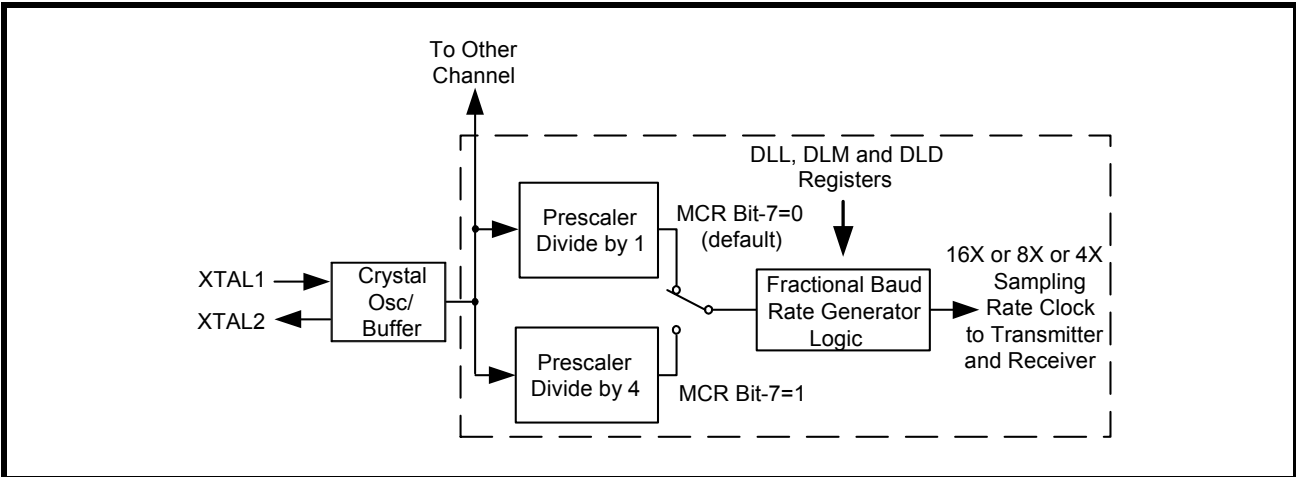 To Other
Channel
DLL, DLM and DLD
Registers
Prescaler
Divide by 1
MCR Bit-7=0
(default)
16X or 8X or 4X
Sampling
Rate Clock
to Transmitter
and Receiver
XTAL1
XTAL2
Crystal
Osc/
Buffer
Fractional Baud
Rate Generator
Logic
Prescaler
Divide by 4
MCR Bit-7=1